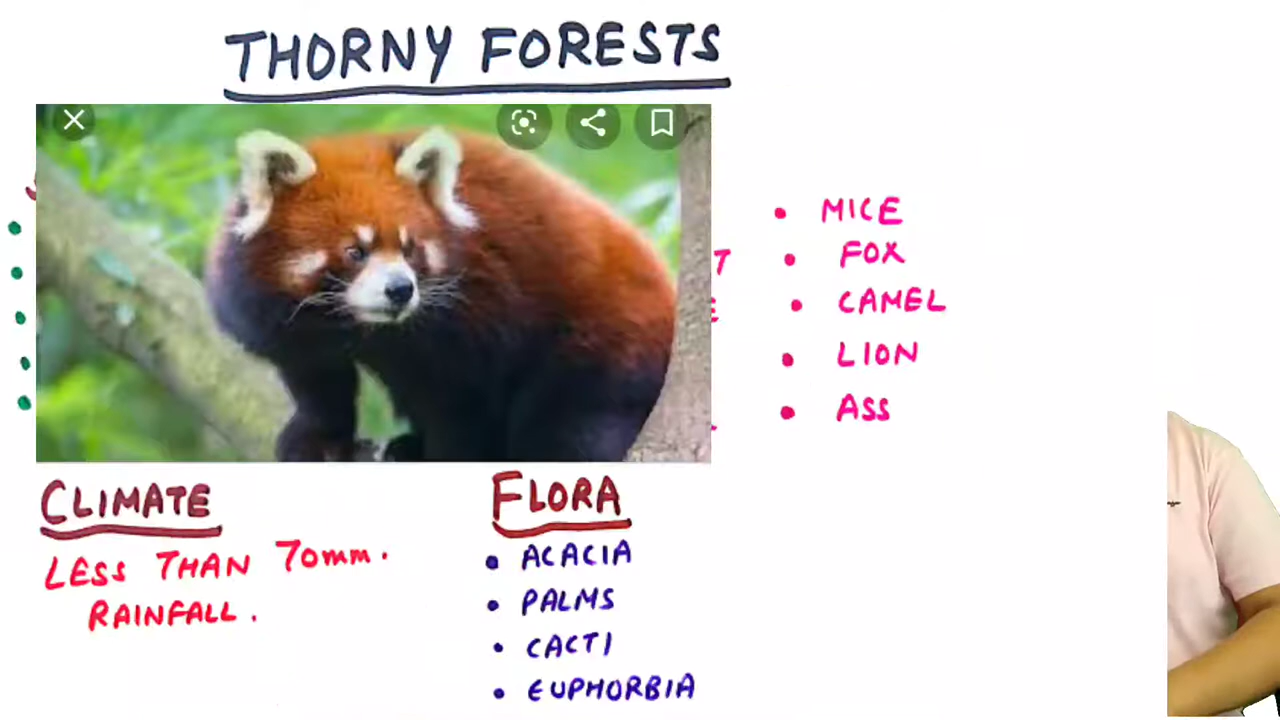 THORNY FORESTS
MICE
FOX
CAMEL
LION
ASS
CLIMATE
LESS THAN 70mm.
RAINFALL.
FLORA
ACACIA
PALMS
CACTI
EUPHORBIA